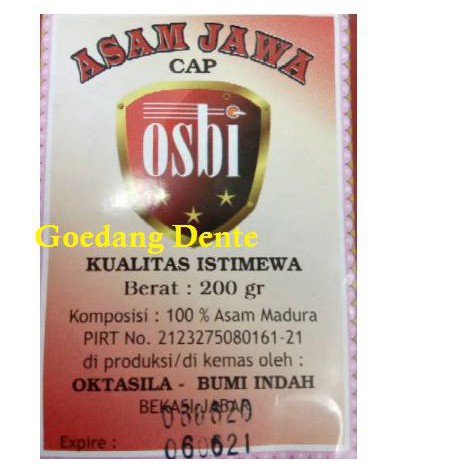 ASAM JAWA
CAP
osbi
Goedang Dente
KUALITAS ISTIMEWA
Berat : 200 gr
Komposisi : 100 % Asam Madura
PIRT No. 2123275080161-21
di produksi/di kemas oleh :
OKTASILA - BUMI INDAH
BEKASI-JABAR
Expire :
060621